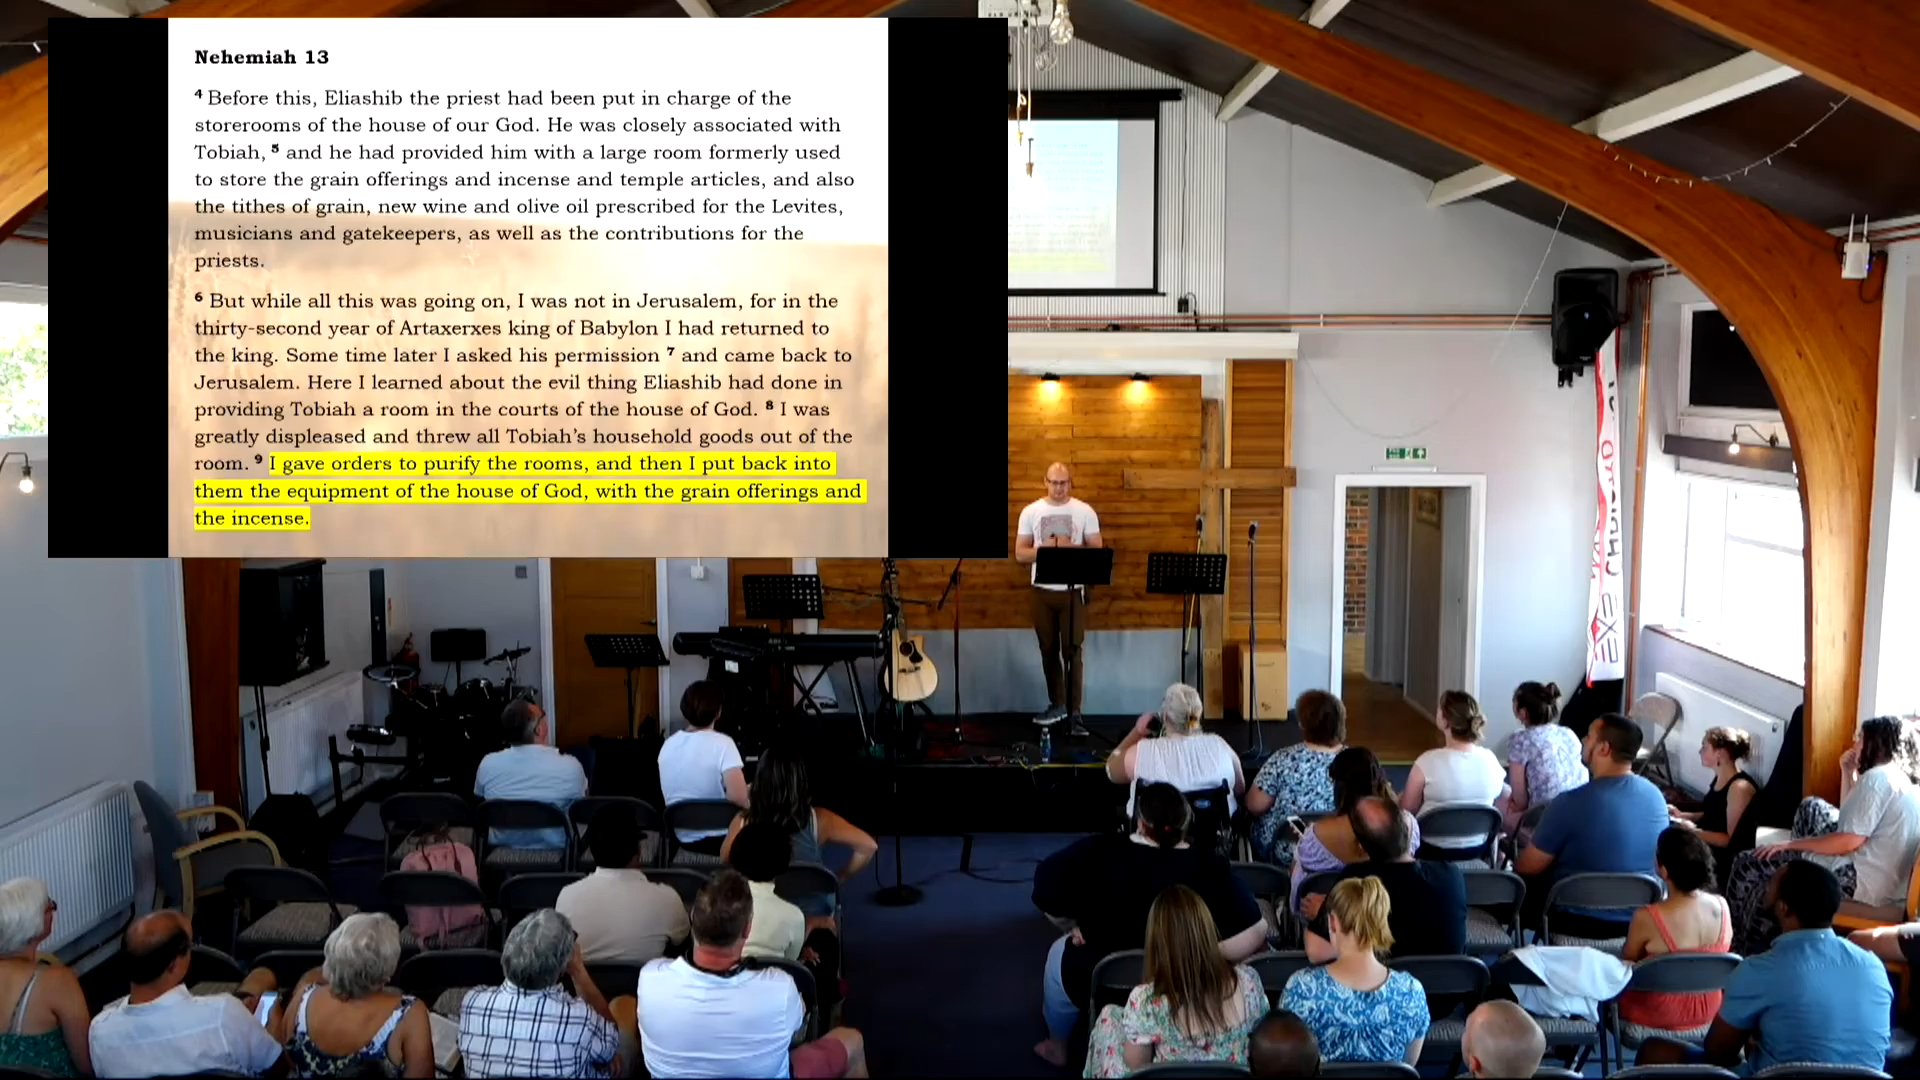 Nehemiah 13
4 Before this, Eliashib the priest had been put in charge of the
storerooms of the house of our God. He was closely associated with
Tobiah, 5 and he had provided him with a large room formerly used
to store the grain offerings and incense and temple articles, and also
the tithes of grain, new wine and olive oil prescribed for the Levites,
musicians and gatekeepers, as well as the contributions for the
priests.
6 But while all this was going on, I was not in Jerusalem, for in the
thirty-second year of Artaxerxes king of Babylon I had returned to
the king. Some time later I asked his permission 7 and came back to
Jerusalem. Here I learned about the evil thing Eliashib had done in
providing Tobiah a room in the courts of the house of God. 8 I was
greatly displeased and threw all Tobiah’s household goods out of the
room. 9 I gave orders to purify the rooms, and then I put back into
them the equipment of the house of God, with the grain offerings and
the incense.